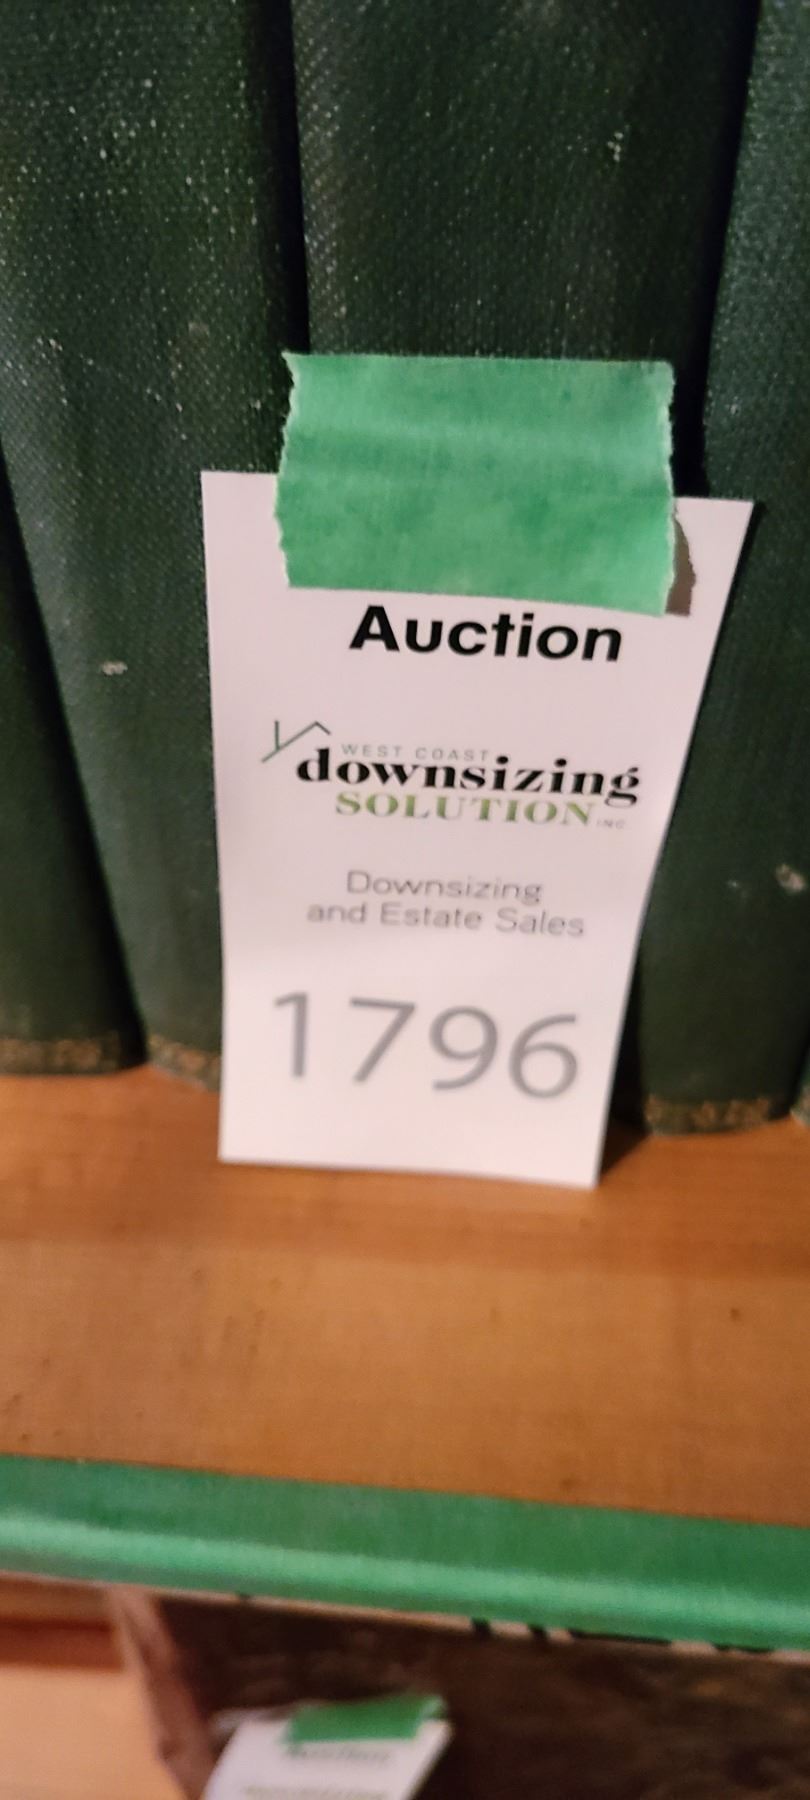 Auction
WEST COAST
downsizing
SOLUTION INC
Downsizing
and Estate Sales
1796